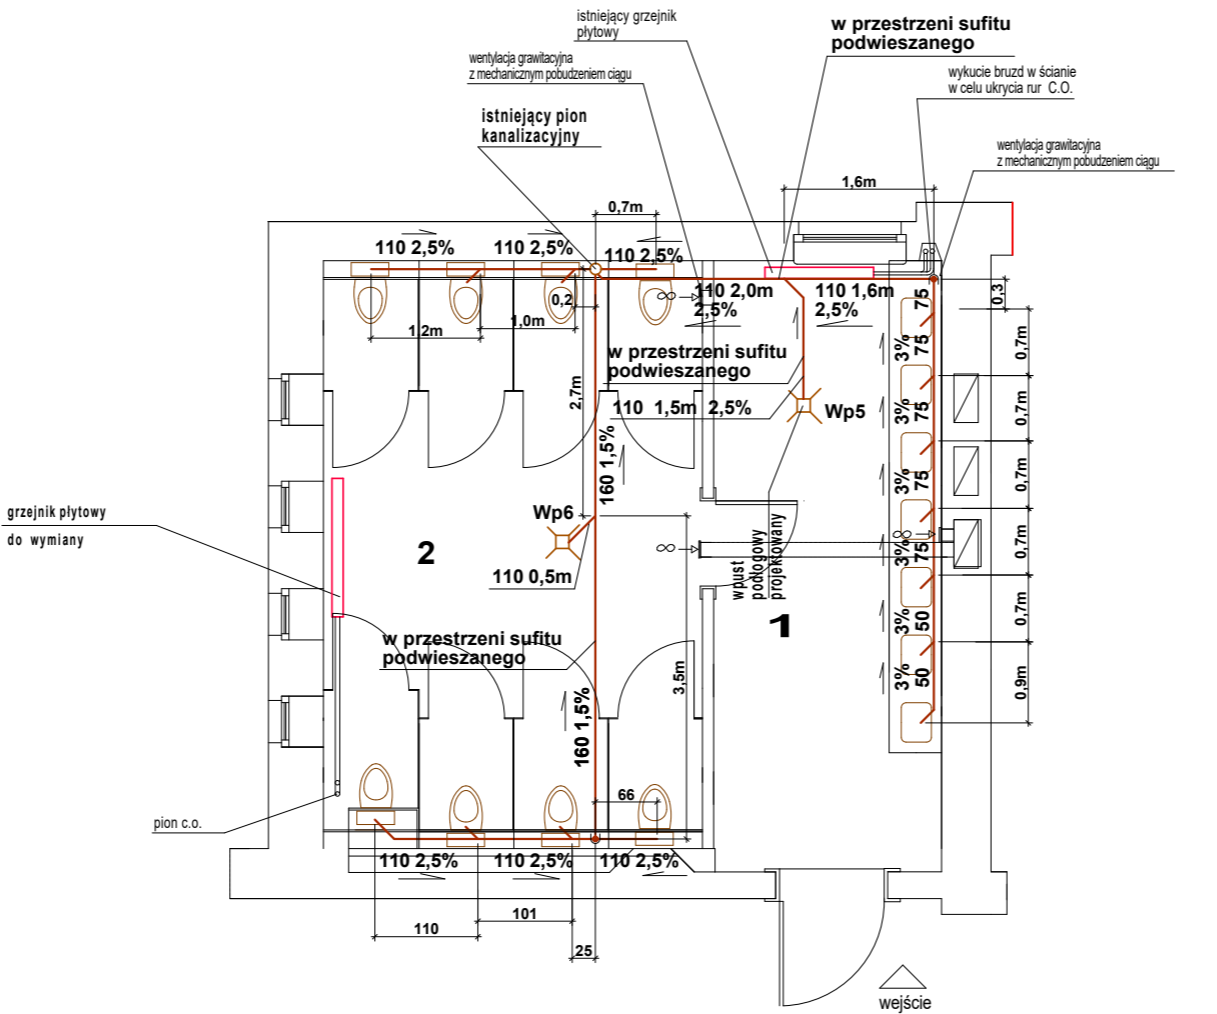 istniejący grzejnik
płytowy
w przestrzeni sufitu
podwieszanego
wentylacja grawitacyjna
z mechanicznym pobudzeniem ciągu
wykucie bruzd w ścianie
w celu ukrycia rur C.O.
istniejący pion
kanalizacyjny
wentylacja grawitacyjna
z mechanicznym pobudzeniem ciągu
1,6m
0,7m
110 2,5%
110 2,5%
110 2,5%
110 2,0m
2,5%
110 1,6m
2,5%
75
0,3
0,2
1,2m
1,0m
w przestrzeni sufitu
podwieszanego
110 1,5m 2,5%
Wp5
2,7m
160 1,5%
3%
75
0,7m
3%
75
0,7m
3%
75
0,7m
3%
75
0,7m
3%
50
0,7m
3%
50
0,9m
grzejnik płytowy
do wymiany
Wp6
2
110 0,5m
wpust
podłogowy
projektowany
1
w przestrzeni sufitu
podwieszanego
3,5m
160 1,5%
66
pion c.o.
110 2,5%
110 2,5%
110 2,5%
101
110
25
wejście